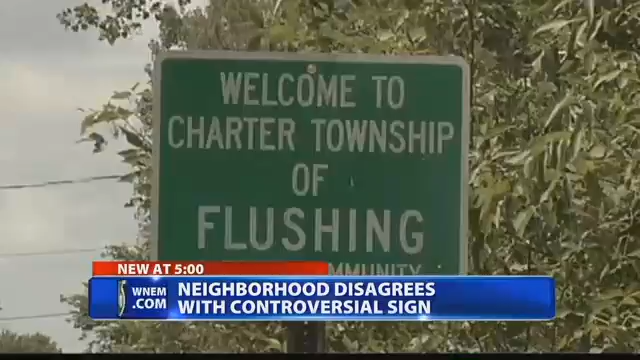 WELCOME TO
CHARTER TOWNSHIP
OF
FLUSHING
NEW AT 5:00
WNEM
.COM
NEIGHBORHOOD DISAGREES
WITH CONTROVERSIAL SIGN